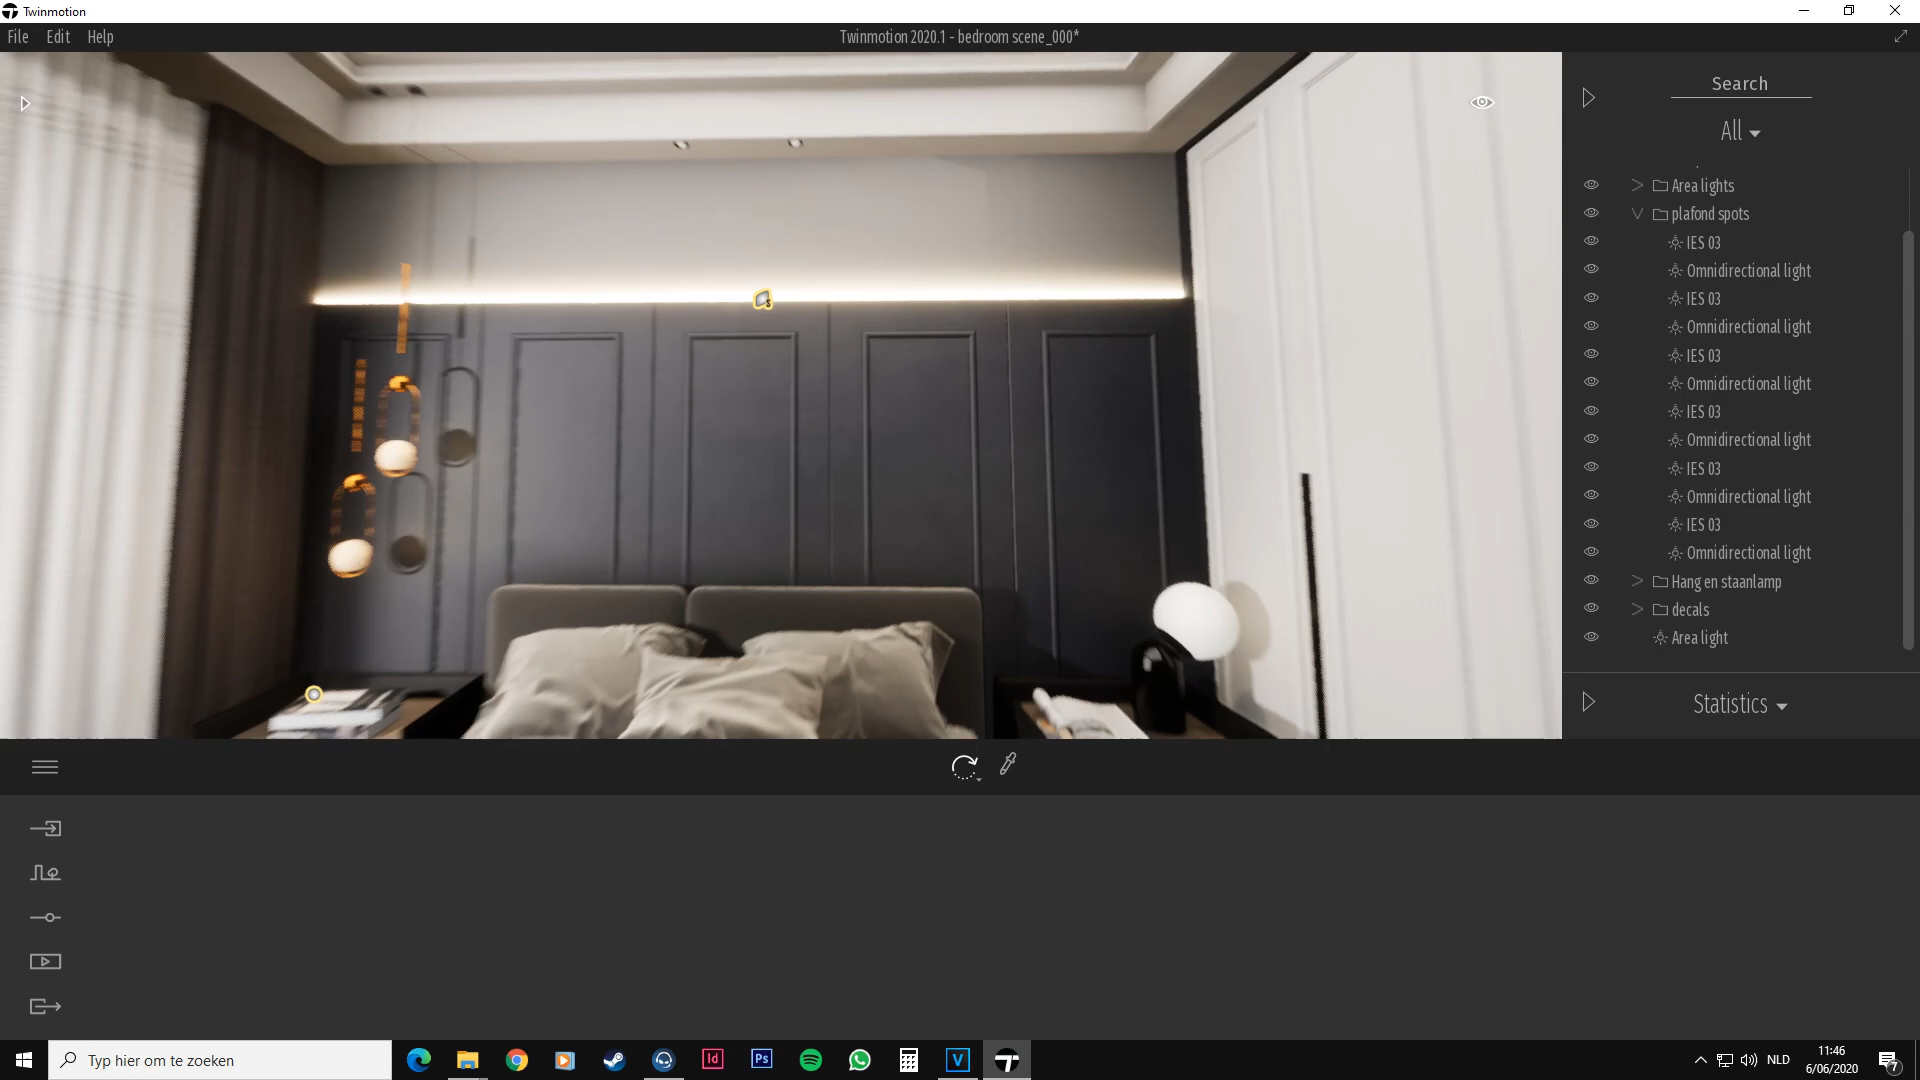 Twinmotion
File Edit Help
Twinmotion 2020.1 - bedroom scene_000*
Search
All
Area lights
plafond spots
IES 03
Omnidirectional light
IES 03
Omnidirectional light
IES 03
Omnidirectional light
IES 03
Omnidirectional light
IES 03
Omnidirectional light
IES 03
Omnidirectional light
Hang en staanlamp
decals
Area light
Statistics
Typ hier om te zoeken
Id
Ps
V
NLD
11:46
6/06/2020
7